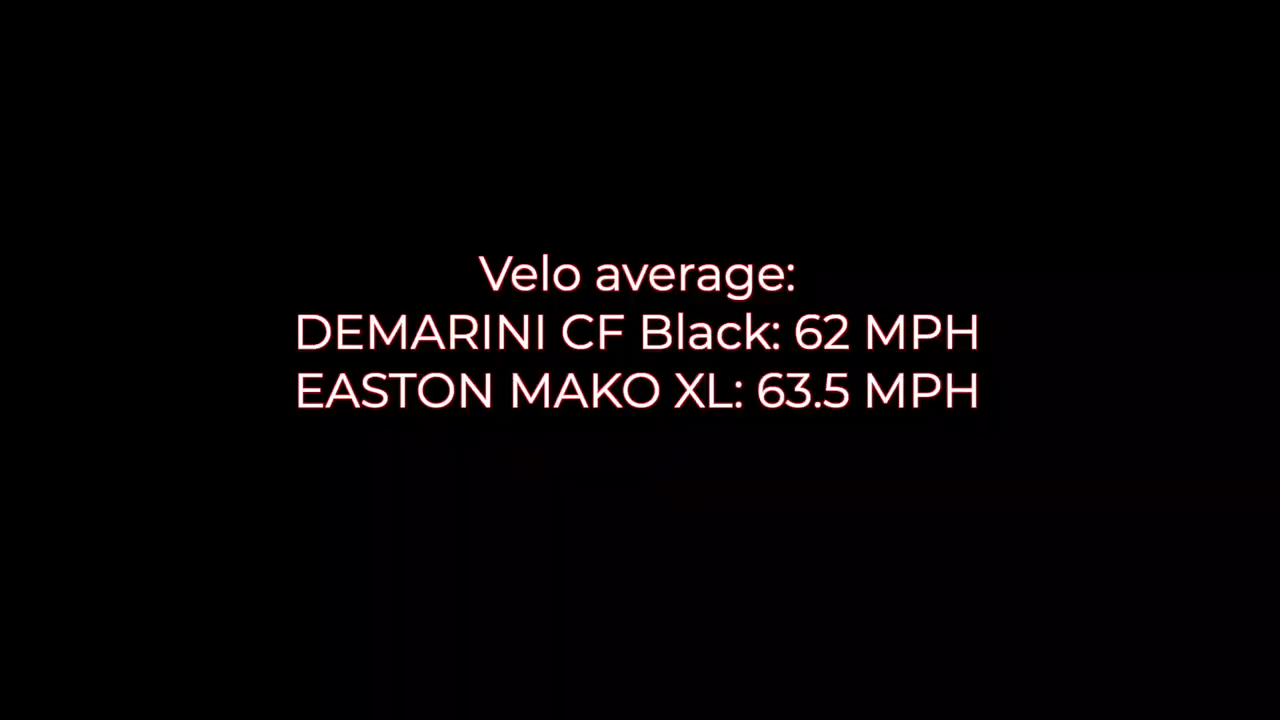 Velo average:
DEMARINI CF Black: 62 MPH
EASTON MAKO XL: 63.5 MPH